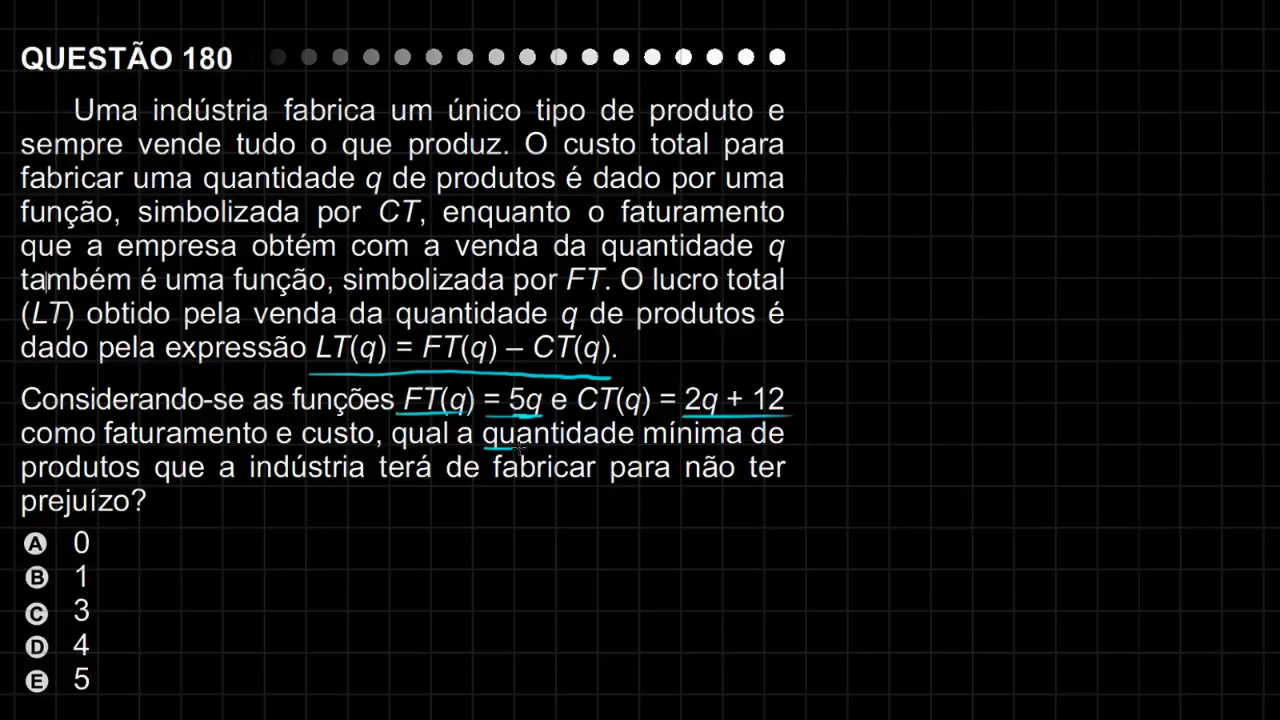 QUESTÃO 180
Uma indústria fabrica um único tipo de produto e
sempre vende tudo o que produz. O custo total para
fabricar uma quantidade q de produtos é dado por uma
função, simbolizada por CT, enquanto o faturamento
que a empresa obtém com a venda da quantidade q
também é uma função, simbolizada por FT. O lucro total
(LT) obtido pela venda da quantidade q de produtos é
dado pela expressão LT(q) = FT(q) – CT(q).
Considerando-se as funções FT(q) = 5q e CT(q) = 2q + 12
como faturamento e custo, qual a quantidade mínima de
produtos que a indústria terá de fabricar para não ter
prejuízo?
A 0
B 1
C 3
D 4
E 5